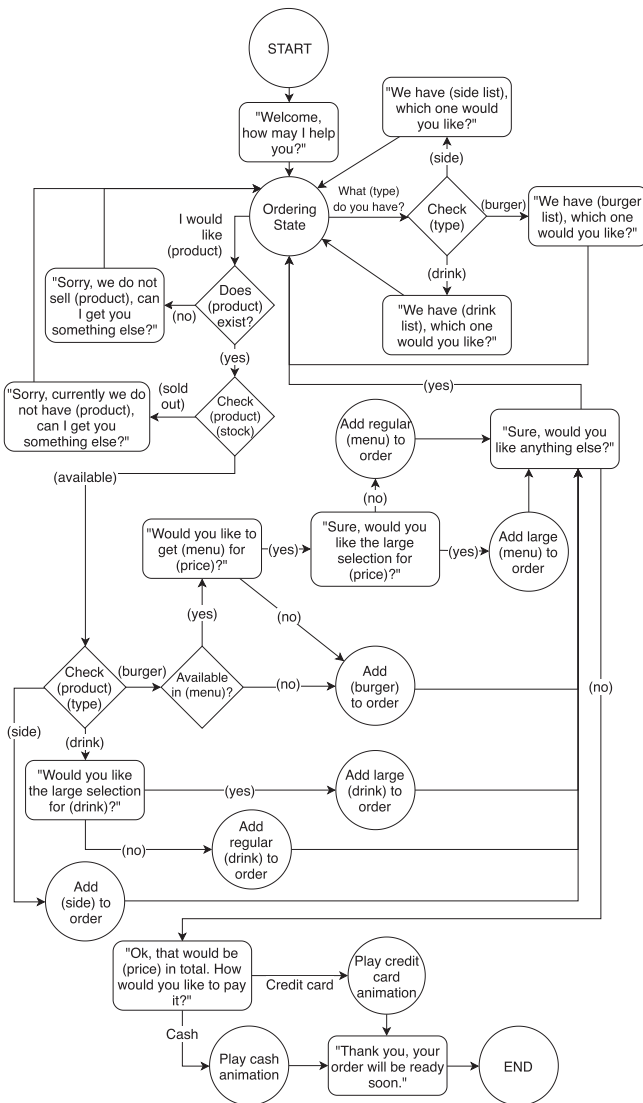 START
"Welcome,
how may I help
you?"
"We have (side list),
which one would
you like?"
(side)
Ordering
State
What (type)
do you have?
Check
(type)
(burger)
"We have (burger
list), which one
would you like?"
(drink)
"We have (drink
list), which one
would you like?"
I would
like
(product)
Does
(product)
exist?
(no)
"Sorry, we do not
sell (product), can
I get you
something else?"
(yes)
Check
(product)
(stock)
(sold
out)
"Sorry, currently we do
not have (product),
can I get you
something else?"
(available)
(yes)
"Sure, would you
like anything else?"
Add regular
(menu) to
order
(no)
"Would you like to
get (menu) for
(price)?"
(yes)
"Sure, would you
like the large
selection for
(price)?"
(yes)
Add large
(menu) to
order
(yes)
(no)
Check
(product)
(type)
(burger)
Available
in (menu)?
(no)
Add
(burger)
to order
(no)
(side)
(drink)
"Would you like
the large selection
for (drink)?"
(yes)
Add large
(drink) to
order
(no)
Add
regular
(drink) to
order
Add
(side) to
order
"Ok, that would be
(price) in total. How
would you like to pay
it?"
Credit card
Play credit
card
animation
Cash
Play cash
animation
"Thank you, your
order will be ready
soon."
END